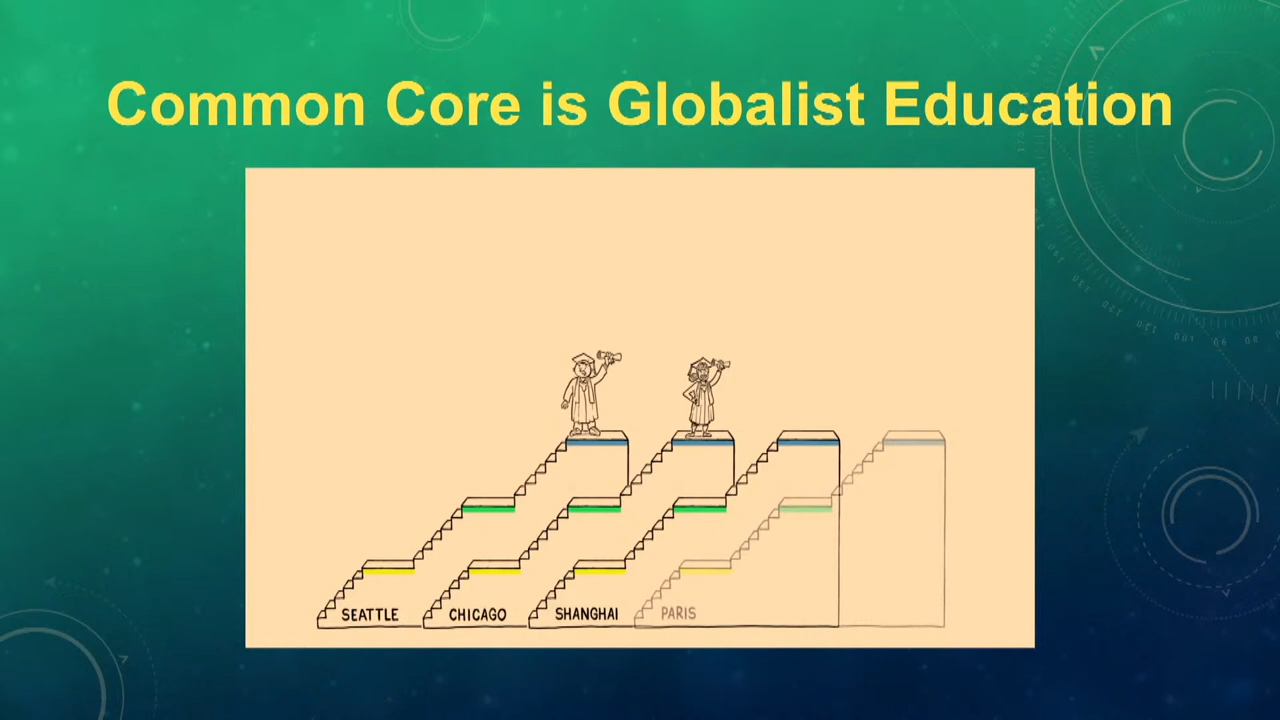 Common Core is Globalist Education
SEATTLE
CHICAGO
SHANGHAI
PARIS